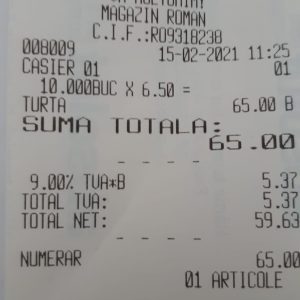 MAGAZIN ROMAN
C.I.F.:RO9318238
008009 15-02-2021 11:25
CASIER 01 01
10.000BUC X 6.50 =
TURTA 65.00 B
SUMA TOTALA:
65.00
- - - -
9.00% TVA*B 5.37
TOTAL TVA: 5.37
TOTAL NET: 59.63
- - - -
NUMERAR 65.00
01 ARTICOLE